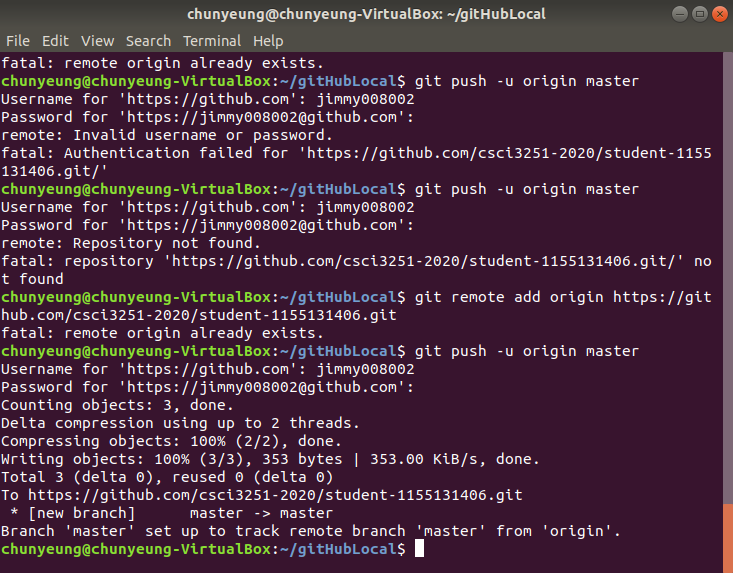 chunyeung@chunyeung-VirtualBox: ~/gitHubLocal
File Edit View Search Terminal Help
fatal: remote origin already exists.
chunyeung@chunyeung-VirtualBox:~/gitHubLocal$ git push -u origin master
Username for 'https://github.com': jimmy008002
Password for 'https://jimmy008002@github.com':
remote: Invalid username or password.
fatal: Authentication failed for 'https://github.com/csci3251-2020/student-1155
131406.git/'
chunyeung@chunyeung-VirtualBox:~/gitHubLocal$ git push -u origin master
Username for 'https://github.com': jimmy008002
Password for 'https://jimmy008002@github.com':
remote: Repository not found.
fatal: repository 'https://github.com/csci3251-2020/student-1155131406.git/' no
t found
chunyeung@chunyeung-VirtualBox:~/gitHubLocal$ git remote add origin https://git
hub.com/csci3251-2020/student-1155131406.git
fatal: remote origin already exists.
chunyeung@chunyeung-VirtualBox:~/gitHubLocal$ git push -u origin master
Username for 'https://github.com': jimmy008002
Password for 'https://jimmy008002@github.com':
Counting objects: 3, done.
Delta compression using up to 2 threads.
Compressing objects: 100% (2/2), done.
Writing objects: 100% (3/3), 353 bytes | 353.00 KiB/s, done.
Total 3 (delta 0), reused 0 (delta 0)
To https://github.com/csci3251-2020/student-1155131406.git
 * [new branch]      master -> master
Branch 'master' set up to track remote branch 'master' from 'origin'.
chunyeung@chunyeung-VirtualBox:~/gitHubLocal$